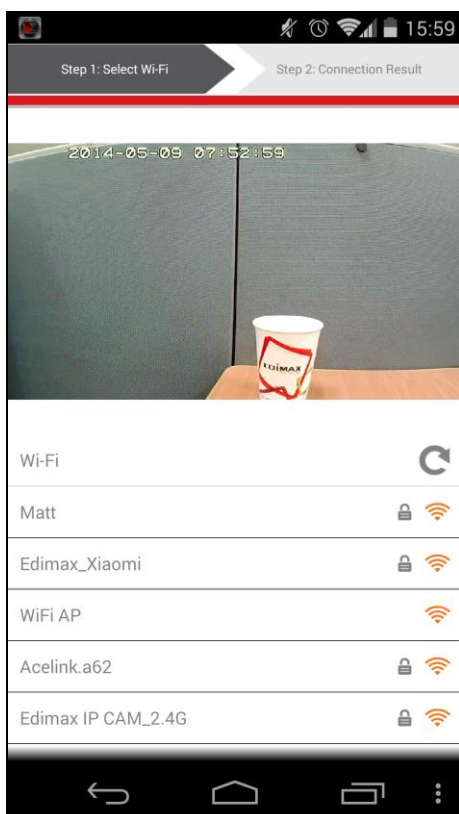 15:59
Step 1: Select Wi-Fi
Step 2: Connection Result
2014-05-09 07:52:59
EDIMAX
Wi-Fi
Matt
Edimax_Xiaomi
WiFi AP
Acelink.a62
Edimax IP CAM_2.4G